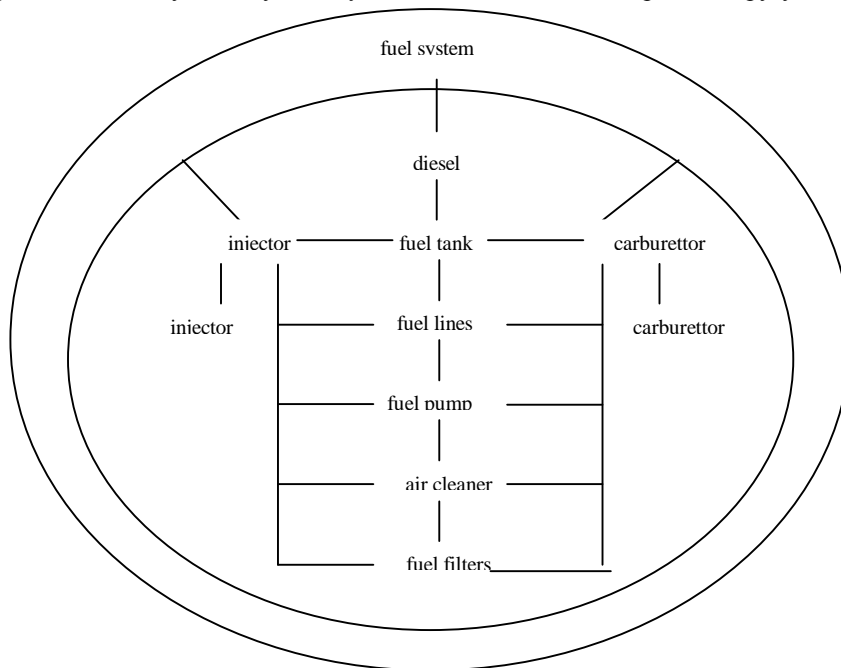 fuel system
diesel
injector fuel tank carburettor
injector fuel lines carburettor
fuel pump
air cleaner
fuel filters